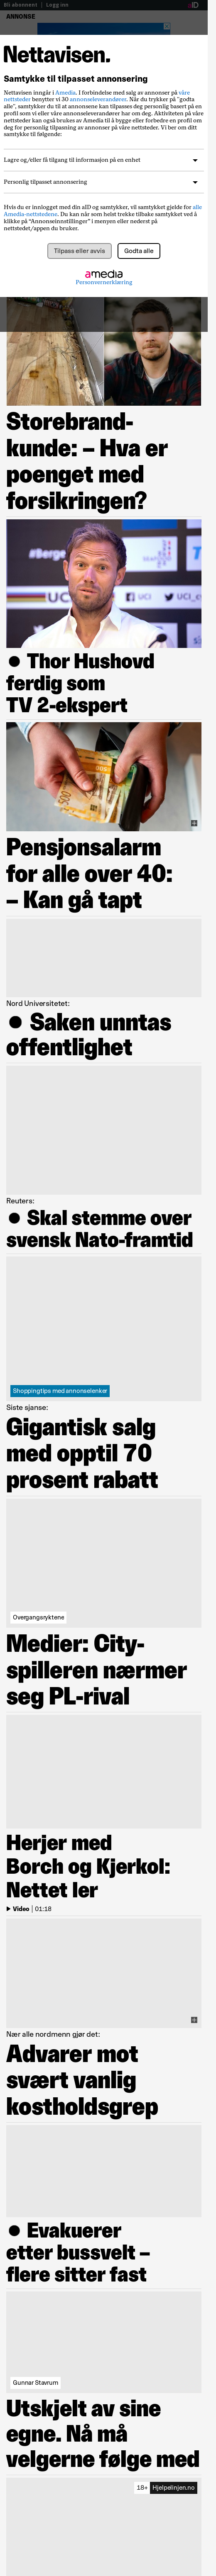 Bli abonnent | Logg inn
aID
ANNONSE
Nettavisen.
Samtykke til tilpasset annonsering
Nettavisen inngår i Amedia. I forbindelse med salg av annonser på våre
nettsteder benytter vi 30 annonseleverandører. Når du trykker på "godta
alle", samtykker du til at annonser kan tilpasses deg personlig basert på en
profil som vi eller våre annonseleverandører har om deg. Aktiviteten på våre
nettsteder kan også brukes av Amedia til å bygge eller forbedre en profil om
deg for personlig tilpasning av annonser på våre nettsteder. Vi ber om ditt
samtykke til følgende:
Lagre og/eller få tilgang til informasjon på en enhet
Personlig tilpasset annonsering
Hvis du er innlogget med din aID og samtykker, vil samtykket gjelde for alle
Amedia-nettstedene. Du kan når som helst trekke tilbake samtykket ved å
klikke på "Annonseinnstillinger" i menyen eller nederst på
nettstedet/appen du bruker.
Tilpass eller avvis
Godta alle
amedia
Personvernerklæring
Storebrand-
kunde: – Hva er
poenget med
forsikringen?
● Thor Hushovd
ferdig som
TV 2-ekspert
Pensjonsalarm
for alle over 40:
– Kan gå tapt
Nord Universitetet:
● Saken unntas
offentlighet
Reuters:
● Skal stemme over
svensk Nato-framtid
Shoppingtips med annonselenker
Siste sjanse:
Gigantisk salg
med opptil 70
prosent rabatt
Overgangsryktene
Medier: City-
spilleren nærmer
seg PL-rival
Herjer med
Borch og Kjerkol:
Nettet ler
Video | 01:18
Nær alle nordmenn gjør det:
Advarer mot
svært vanlig
kostholdsgrep
● Evakuerer
etter bussvelt –
flere sitter fast
Gunnar Stavrum
Utskjelt av sine
egne. Nå må
velgerne følge med
18+ Hjelpelinjen.no